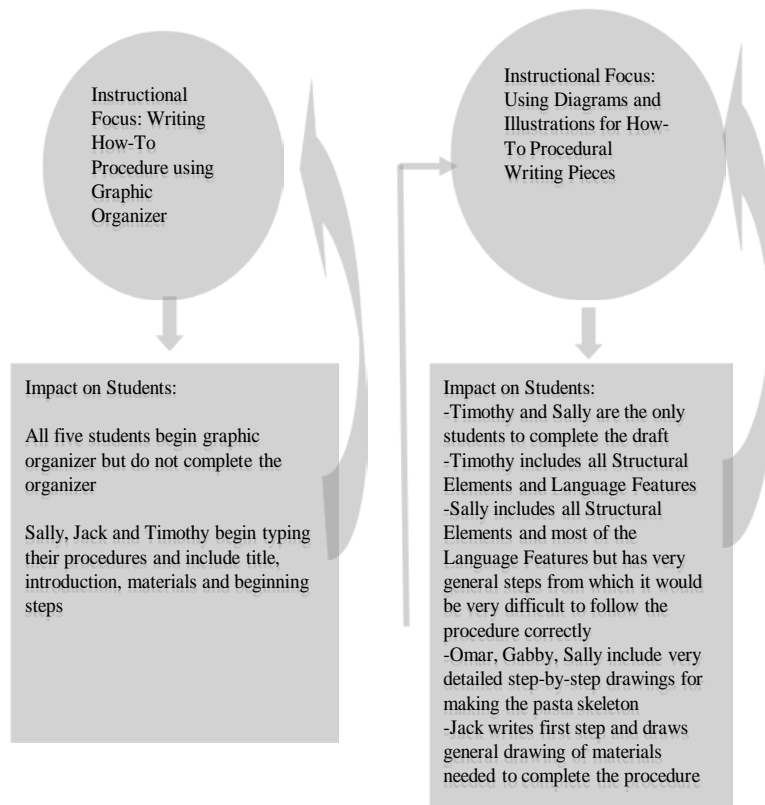 Instructional
Focus: Writing
How-To
Procedure using
Graphic
Organizer
Impact on Students:
All five students begin graphic
organizer but do not complete the
organizer
Sally, Jack and Timothy begin typing
their procedures and include title,
introduction, materials and beginning
steps
Instructional Focus:
Using Diagrams and
Illustrations for How-
To Procedural
Writing Pieces
Impact on Students:
-Timothy and Sally are the only
students to complete the draft
-Timothy includes all Structural
Elements and Language Features
-Sally includes all Structural
Elements and most of the
Language Features but has very
general steps from which it would
be very difficult to follow the
procedure correctly
-Omar, Gabby, Sally include very
detailed step-by-step drawings for
making the pasta skeleton
-Jack writes first step and draws
general drawing of materials
needed to complete the procedure